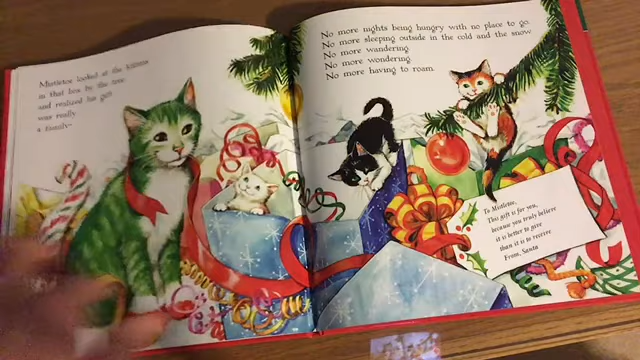 Mistletoe looked at the kittens
in that box by the tree
and realized his gift
was really
a family~
No more nights being hungry with no place to go.
No more sleeping outside in the cold and the snow
No more wandering.
No more wondering.
No more having to roam.
To Mistletoe,
This gift is for you,
because you truly believe
it is better to give
than it is to receive.
From, Santa